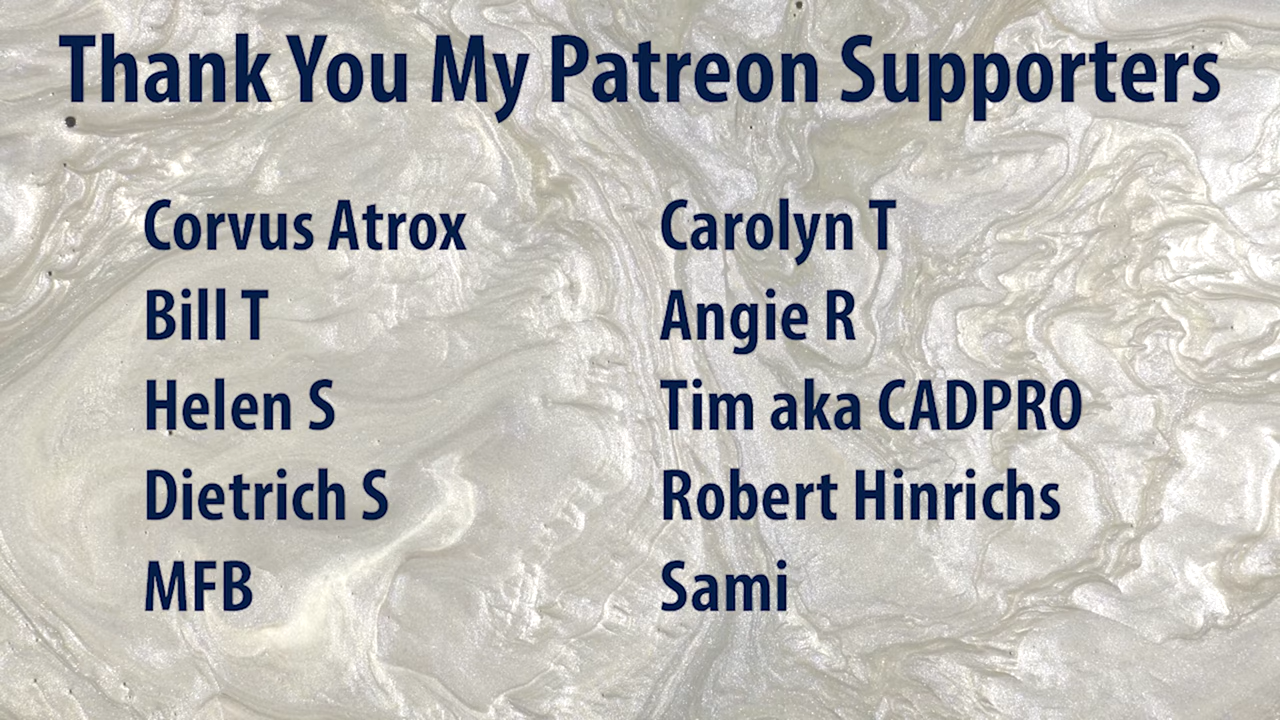 Thank You My Patreon Supporters
Corvus Atrox
Bill T
Helen S
Dietrich S
MFB
Carolyn T
Angie R
Tim aka CADPRO
Robert Hinrichs
Sami